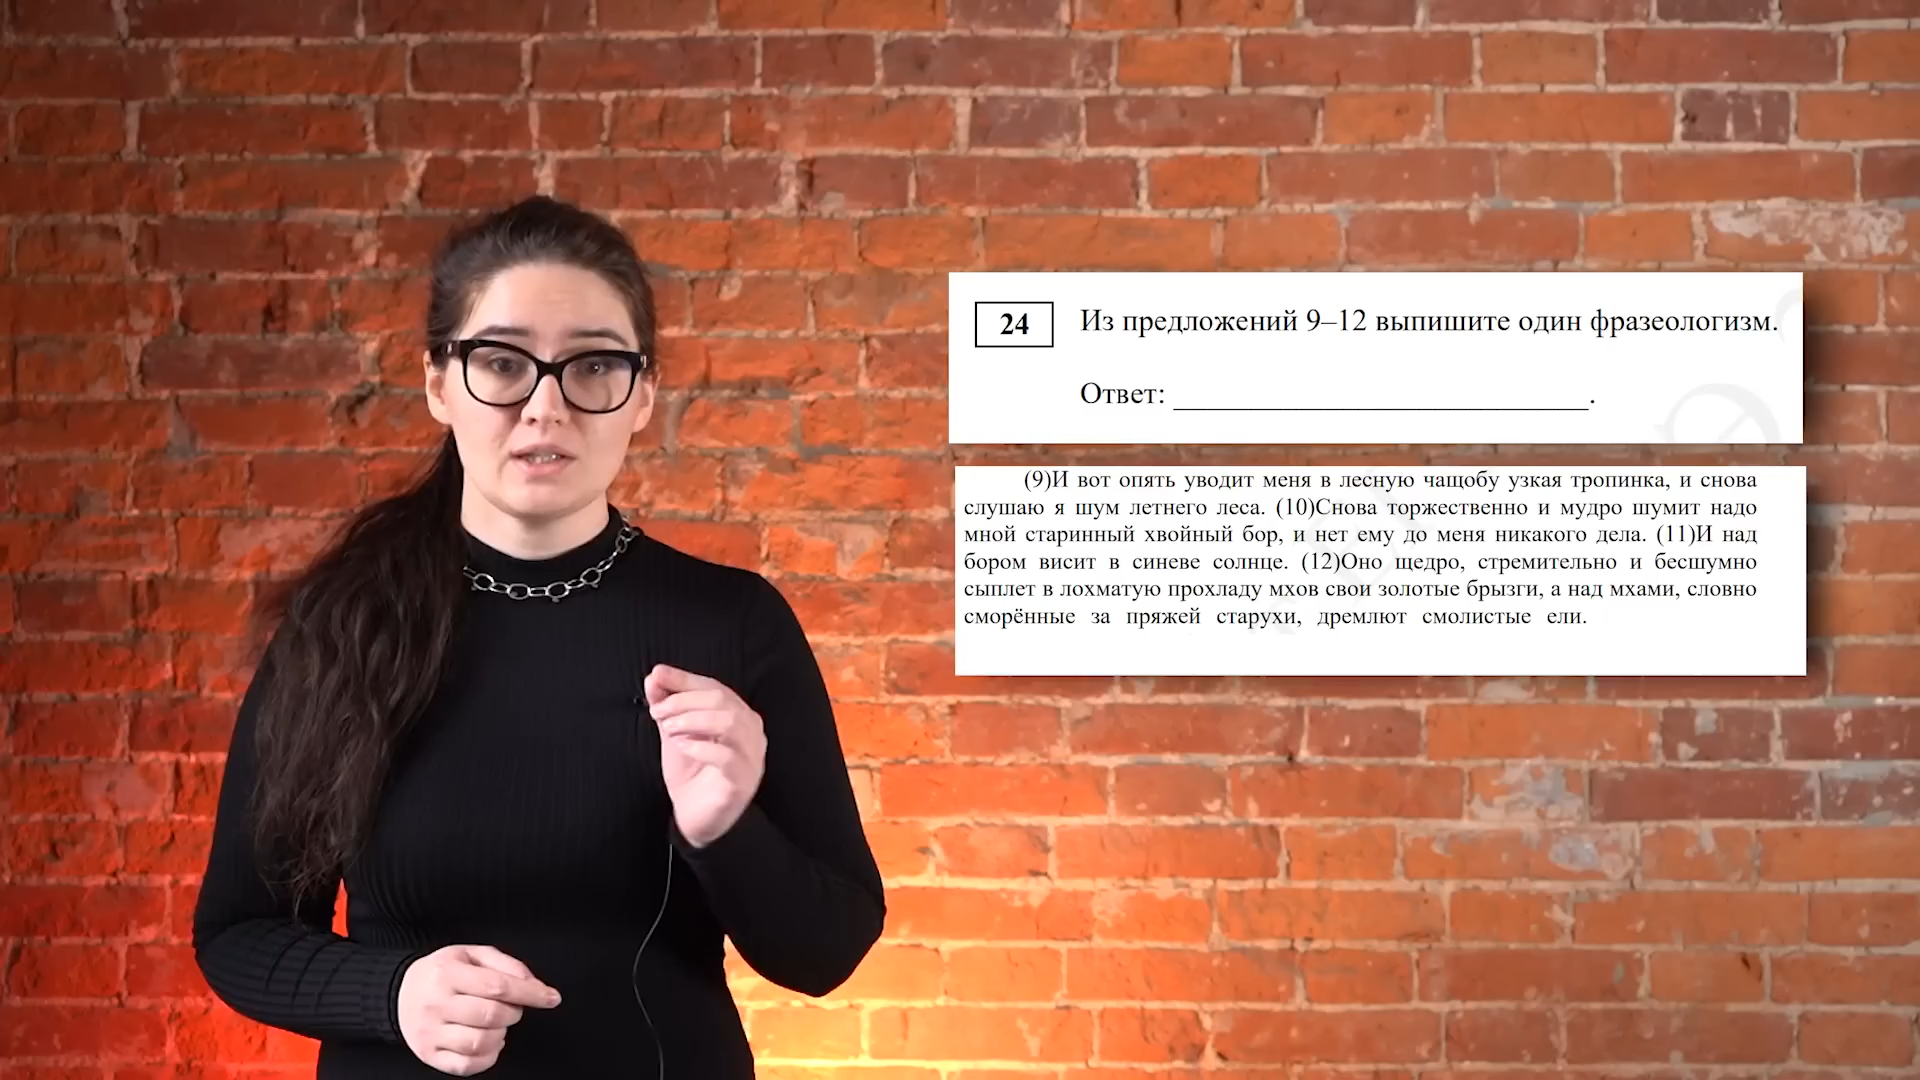 24 Из предложений 9–12 выпишите один фразеологизм.
Ответ: ____________________________.
(9)И вот опять уводит меня в лесную чащобу узкая тропинка, и снова
слушаю я шум летнего леса. (10)Снова торжественно и мудро шумит надо
мной старинный хвойный бор, и нет ему до меня никакого дела. (11)И над
бором висит в синеве солнце. (12)Оно щедро, стремительно и бесшумно
сыплет в лохматую прохладу мхов свои золотые брызги, а над мхами, словно
сморённые за пряжей старухи, дремлют смолистые ели.